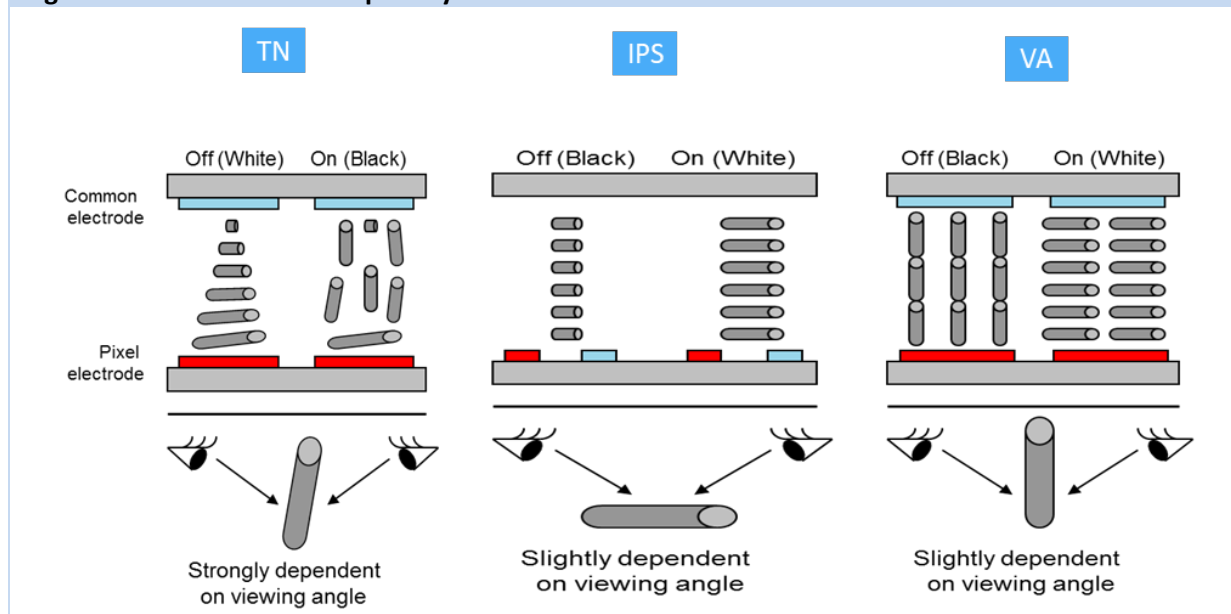 TN
IPS
VA
Off (White) On (Black)
Off (Black) On (White)
Off (Black) On (White)
Common
electrode
Pixel
electrode
Strongly dependent
on viewing angle
Slightly dependent
on viewing angle
Slightly dependent
on viewing angle